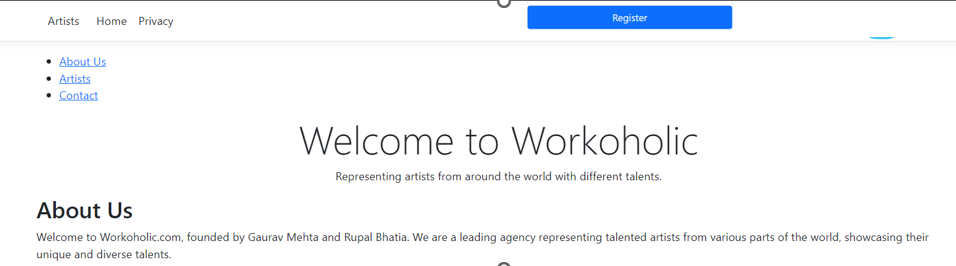 Artists Home Privacy Register
About Us
Artists
Contact
Welcome to Workoholic
Representing artists from around the world with different talents.
About Us
Welcome to Workoholic.com, founded by Gaurav Mehta and Rupal Bhatia. We are a leading agency representing talented artists from various parts of the world, showcasing their
unique and diverse talents.